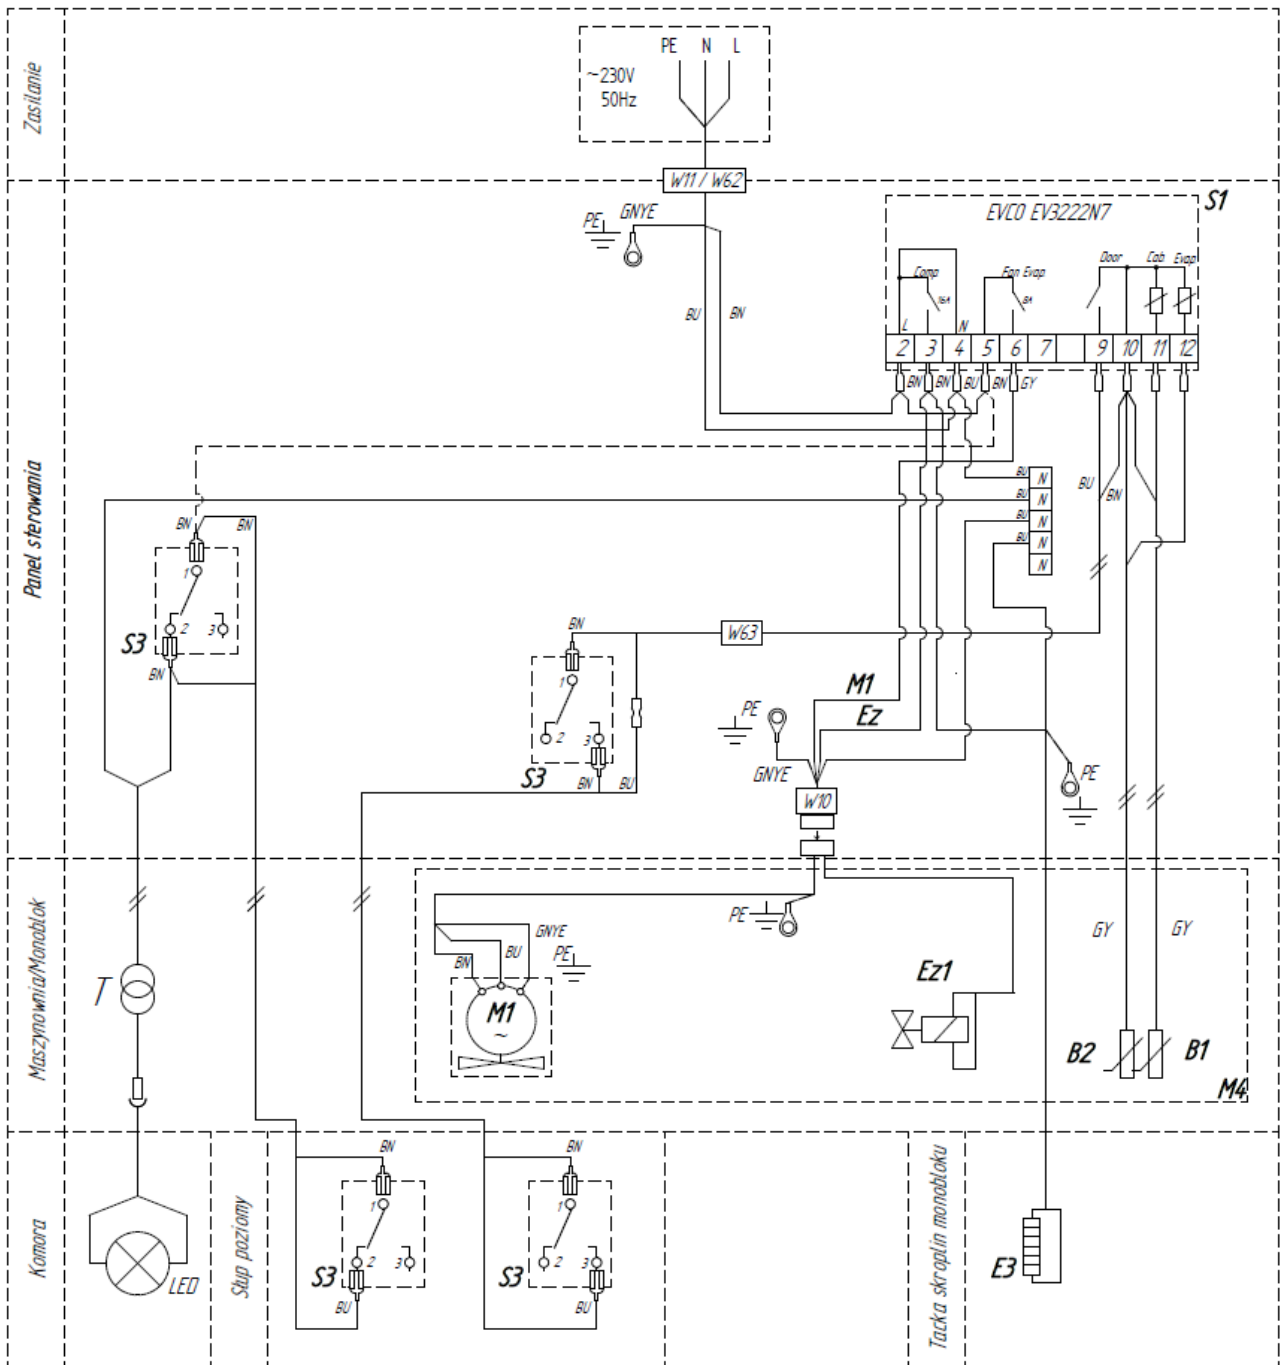 Zasilanie
PE N L
~230V
50Hz
W11 / W62
Panel sterowania
PE
GNYE
BU
BN
EVCO EV3222N7
S1
Comp
16A
Fan Evap
8A
Door
Cab
Evap
L
N
2 3 4 5 6 7 9 10 11 12
BN
BN
BU
BN
GY
BU N
BU N
BU N
BU N
N
BU
BN
BN
BN
1
2
3
S3
BN
BN
1
2
3
S3
BN
BU
W63
M1
Ez
PE
GNYE
W10
PE
Maszynownia/Monoblok
T
PE
GNYE
BU
BN
PE
M1
~
Ez1
GY
GY
B2
B1
M4
Komora
LED
Słup poziomy
BN
1
2
3
S3
BU
BN
1
2
3
S3
BU
Tacka skroplin monobloku
E3